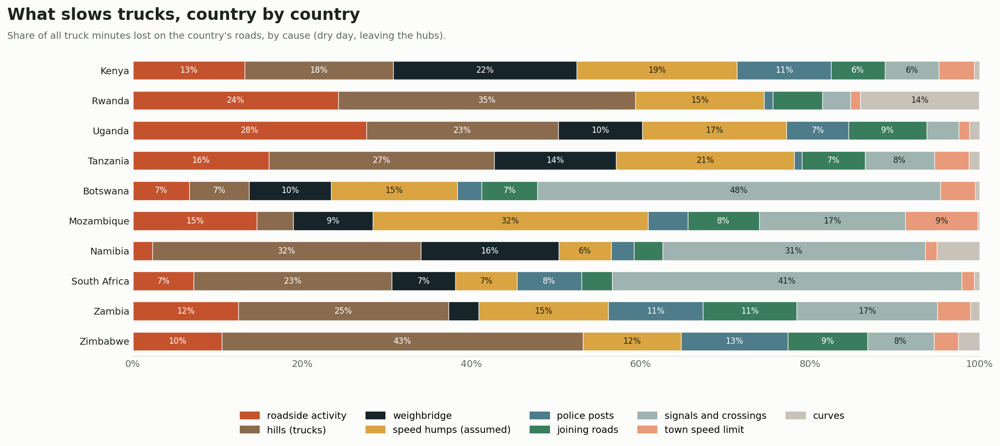 What slows trucks, country by country
Share of all truck minutes lost on the country's roads, by cause (dry day, leaving the hubs).
Kenya 13% 18% 22% 19% 11% 6% 6%
Rwanda 24% 35% 15% 14%
Uganda 28% 23% 10% 17% 7% 9%
Tanzania 16% 27% 14% 21% 7% 8%
Botswana 7% 7% 10% 15% 7% 48%
Mozambique 15% 9% 32% 8% 17% 9%
Namibia 32% 16% 6% 31%
South Africa 7% 23% 7% 7% 8% 41%
Zambia 12% 25% 15% 11% 11% 17%
Zimbabwe 10% 43% 12% 13% 9% 8%
0% 20% 40% 60% 80% 100%
roadside activity weighbridge police posts signals and crossings curves
hills (trucks) speed humps (assumed) joining roads town speed limit